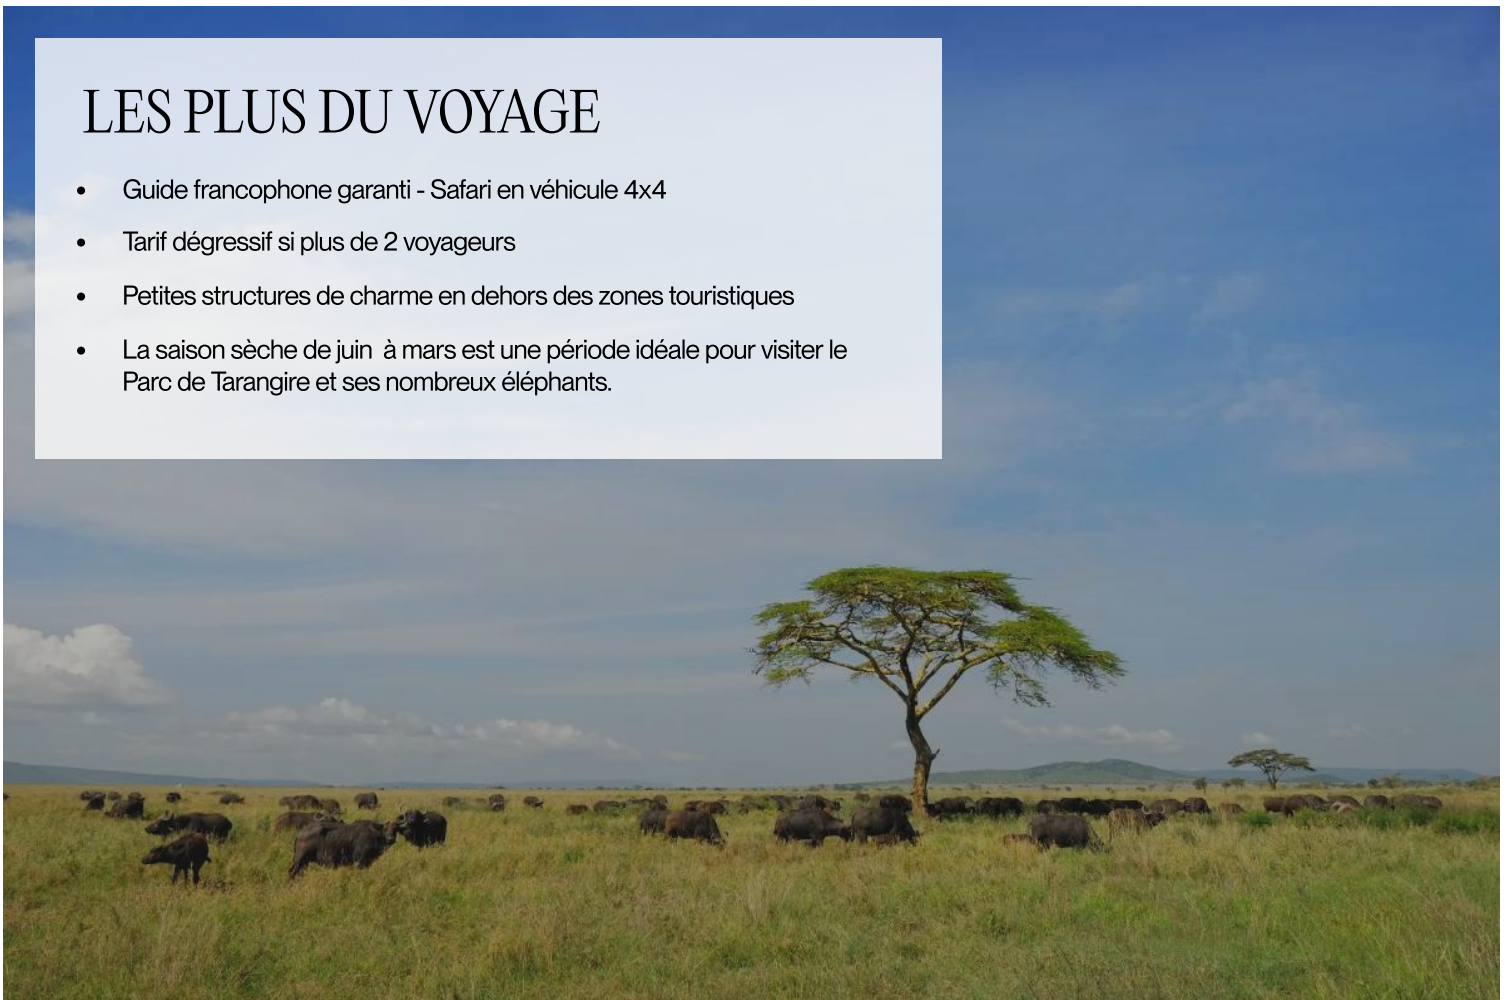 LES PLUS DU VOYAGE
• Guide francophone garanti - Safari en véhicule 4x4
• Tarif dégressif si plus de 2 voyageurs
• Petites structures de charme en dehors des zones touristiques
• La saison sèche de juin  à mars est une période idéale pour visiter le
Parc de Tarangire et ses nombreux éléphants.